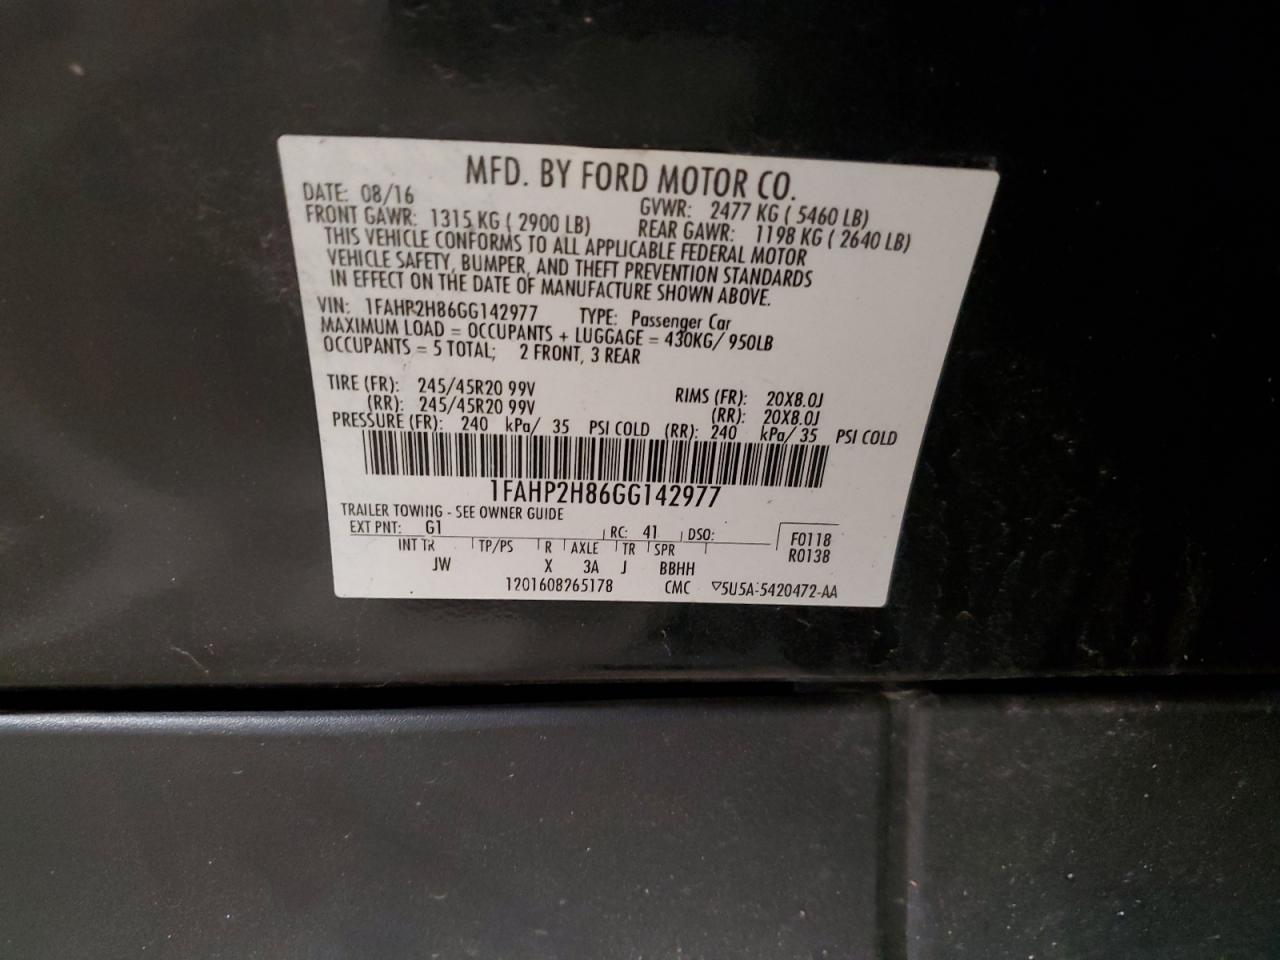 MFD. BY FORD MOTOR CO.
DATE: 08/16 GVWR: 2477 KG ( 5460 LB)
FRONT GAWR: 1315 KG ( 2900 LB) REAR GAWR: 1198 KG ( 2640 LB)
THIS VEHICLE CONFORMS TO ALL APPLICABLE FEDERAL MOTOR
VEHICLE SAFETY, BUMPER, AND THEFT PREVENTION STANDARDS
IN EFFECT ON THE DATE OF MANUFACTURE SHOWN ABOVE.
VIN: 1FAHP2H86GG142977 TYPE: Passenger Car
MAXIMUM LOAD = OCCUPANTS + LUGGAGE = 430KG/ 950LB
OCCUPANTS = 5 TOTAL; 2 FRONT, 3 REAR
TIRE (FR): 245/45R20 99V RIMS (FR): 20X8.0J
(RR): 245/45R20 99V (RR): 20X8.0J
PRESSURE (FR): 240 kPa/ 35 PSI COLD (RR): 240 kPa/ 35 PSI COLD
1FAHP2H86GG142977
TRAILER TOWING - SEE OWNER GUIDE
EXT PNT: G1 RC: 41 DSO: F0118
INT TR TP/PS R AXLE TR SPR R0138
JW X 3A J BBHH
1201608265178 CMC ▽5U5A-5420472-AA